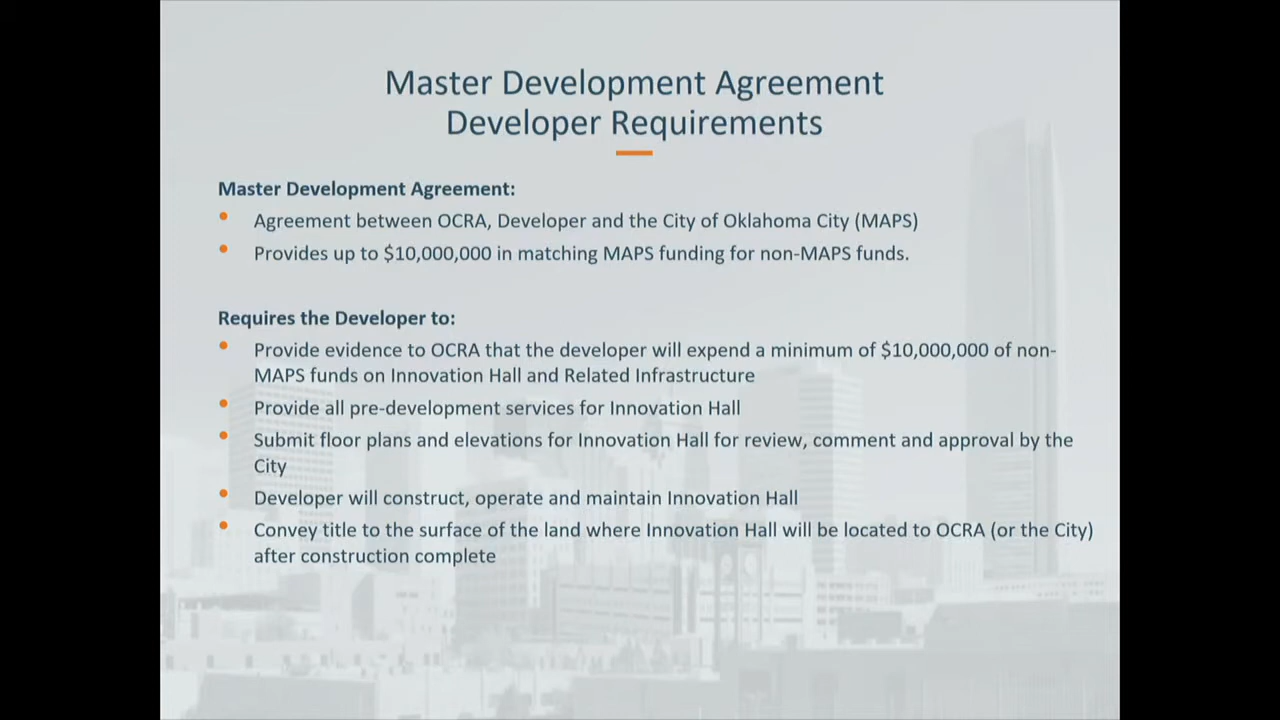 Master Development Agreement
Developer Requirements
Master Development Agreement:
• Agreement between OCRA, Developer and the City of Oklahoma City (MAPS)
• Provides up to $10,000,000 in matching MAPS funding for non-MAPS funds.
Requires the Developer to:
• Provide evidence to OCRA that the developer will expend a minimum of $10,000,000 of non-
MAPS funds on Innovation Hall and Related Infrastructure
• Provide all pre-development services for Innovation Hall
• Submit floor plans and elevations for Innovation Hall for review, comment and approval by the
City
• Developer will construct, operate and maintain Innovation Hall
• Convey title to the surface of the land where Innovation Hall will be located to OCRA (or the City)
after construction complete